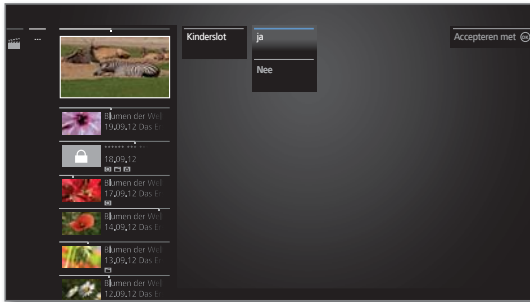 ...
Blumen der Wel
19.09.12 Das E
****** *** **
18.09.12
Blumen der Wel
17.09.12 Das E
Blumen der Wel
14.09.12 Das E
Blumen der Wel
13.09.12 Das E
Blumen der Wel
12.09.12 Das E
Kinderslot
ja
Nee
Accepteren met OK